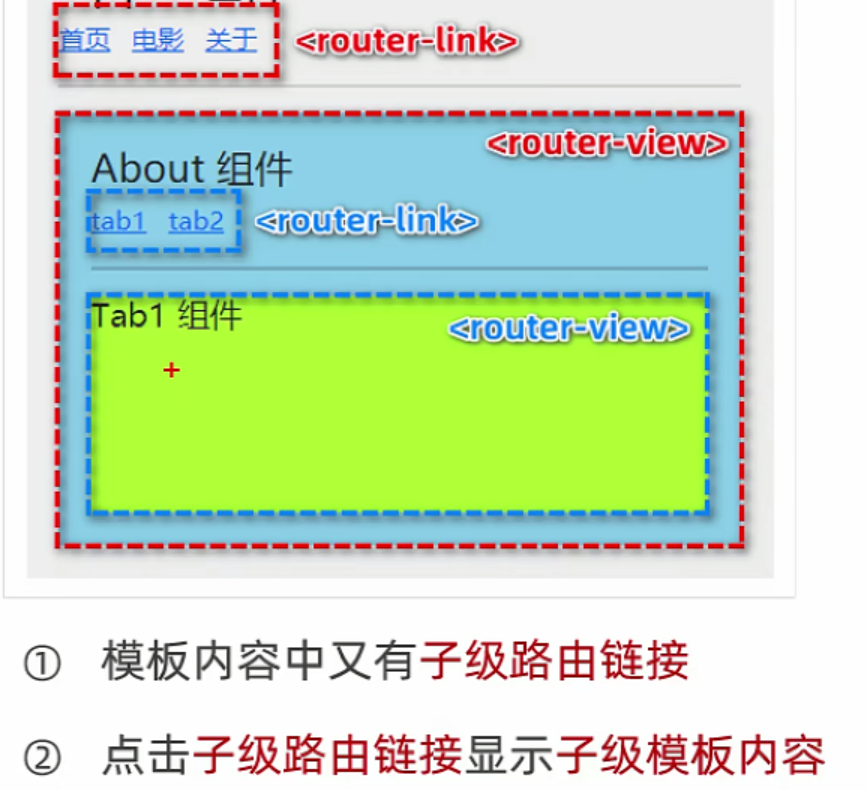 首页 电影 关于 <router-link>
<router-view>
About 组件
tab1 tab2 <router-link>
Tab1 组件
<router-view>
① 模板内容中又有子级路由链接
② 点击子级路由链接显示子级模板内容